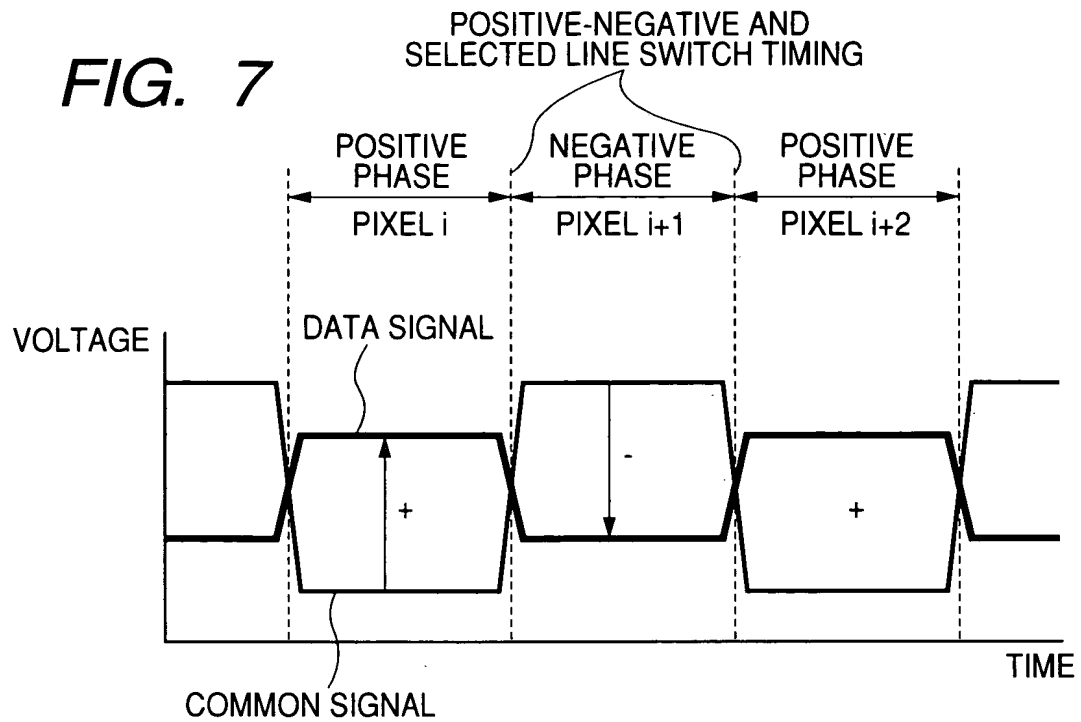 FIG. 7
POSITIVE-NEGATIVE AND
SELECTED LINE SWITCH TIMING
POSITIVE
PHASE
NEGATIVE
PHASE
POSITIVE
PHASE
PIXEL i
PIXEL i+1
PIXEL i+2
VOLTAGE
DATA SIGNAL
+
-
+
TIME
COMMON SIGNAL